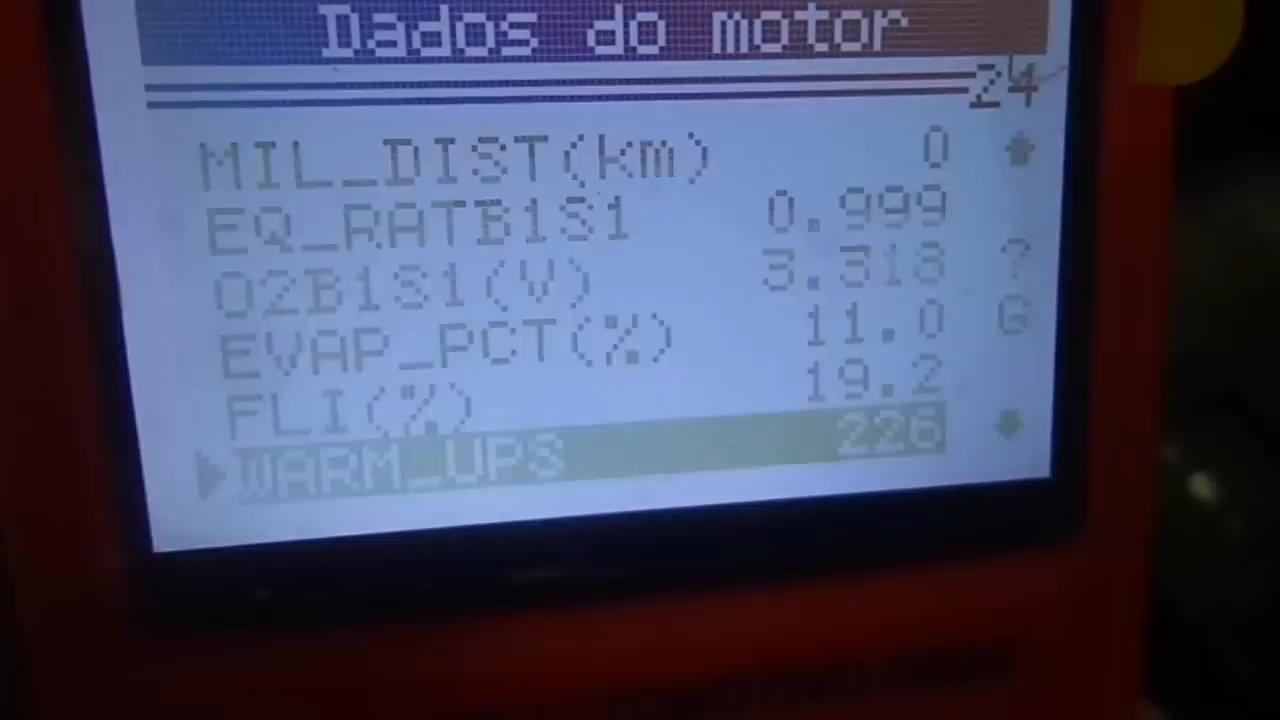 Dados do motor
24
MIL_DIST(km) 0
EQ_RATB1S1 0.999
O2B1S1(V) 3.318 ?
EVAP_PCT(%) 11.0 G
FLI(%) 19.2
WARM_UPS 226